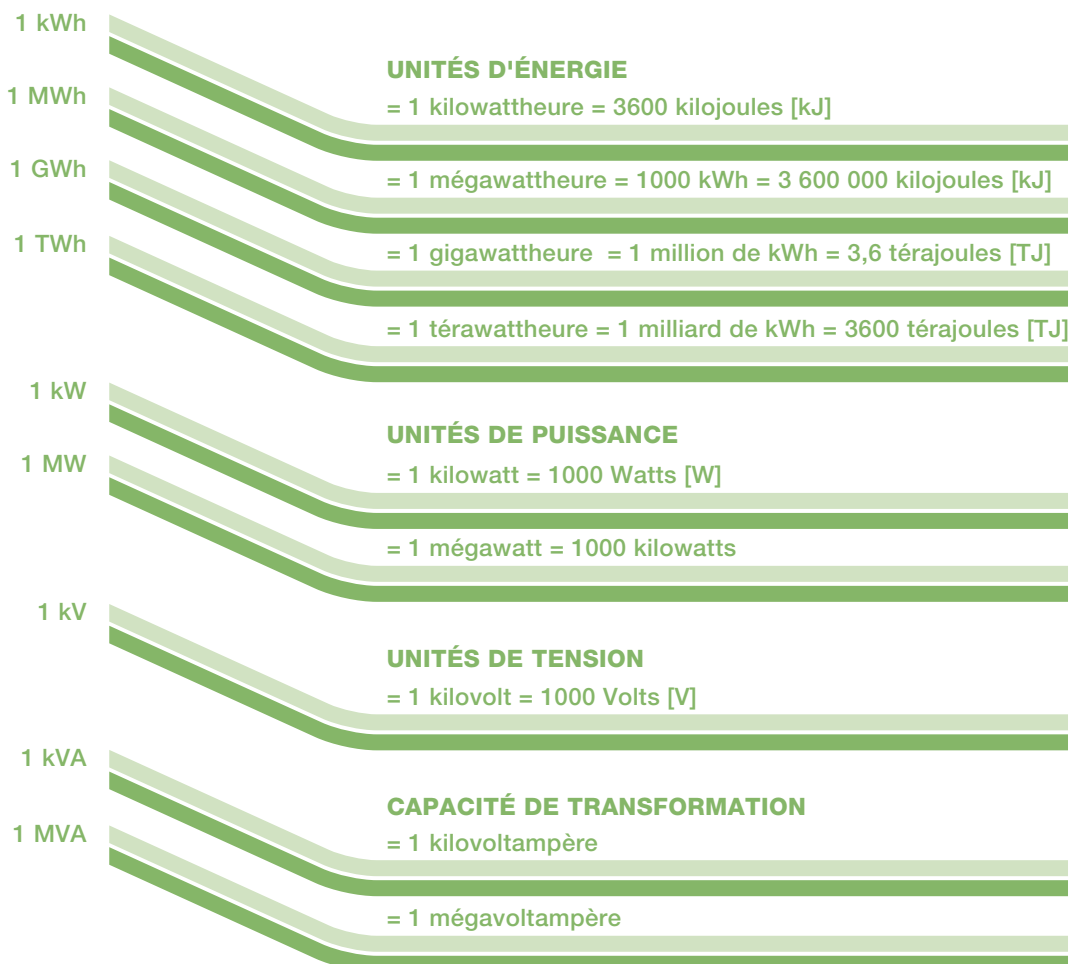 1 kWh
UNITÉS D'ÉNERGIE
= 1 kilowattheure = 3600 kilojoules [kJ]
1 MWh
= 1 mégawattheure = 1000 kWh = 3 600 000 kilojoules [kJ]
1 GWh
= 1 gigawattheure = 1 million de kWh = 3,6 térajoules [TJ]
1 TWh
= 1 térawattheure = 1 milliard de kWh = 3600 térajoules [TJ]
1 kW
UNITÉS DE PUISSANCE
= 1 kilowatt = 1000 Watts [W]
1 MW
= 1 mégawatt = 1000 kilowatts
1 kV
UNITÉS DE TENSION
= 1 kilovolt = 1000 Volts [V]
1 kVA
CAPACITÉ DE TRANSFORMATION
= 1 kilovoltampère
1 MVA
= 1 mégavoltampère